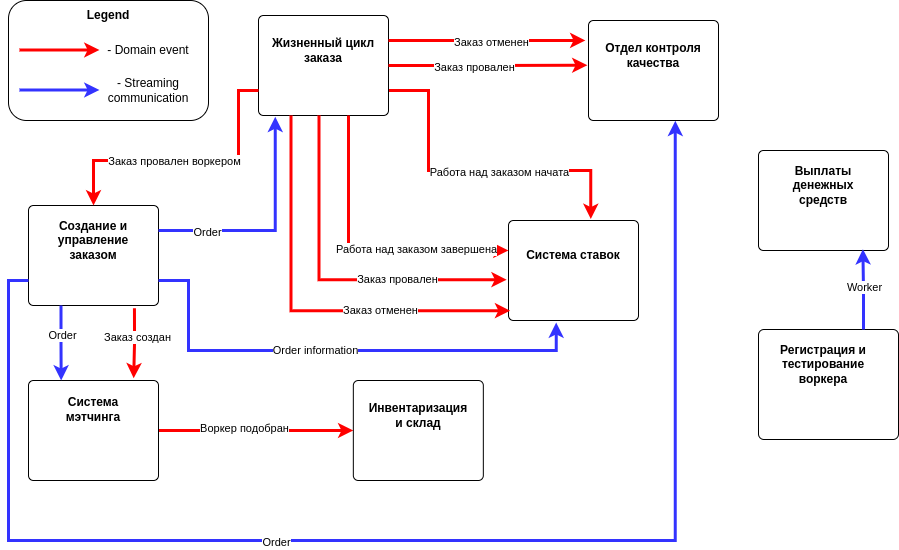 Legend
- Domain event
- Streaming
communication
Жизненный цикл
заказа
Заказ отменен
Заказ провален
Отдел контроля
качества
Заказ провален воркером
Работа над заказом начата
Выплаты
денежных
средств
Создание и
управление
заказом
Order
Работа над заказом завершена
Система ставок
Заказ провален
Заказ отменен
Worker
Order
Заказ создан
Order information
Регистрация и
тестирование
воркера
Система
мэтчинга
Воркер подобран
Инвентаризация
и склад
Order